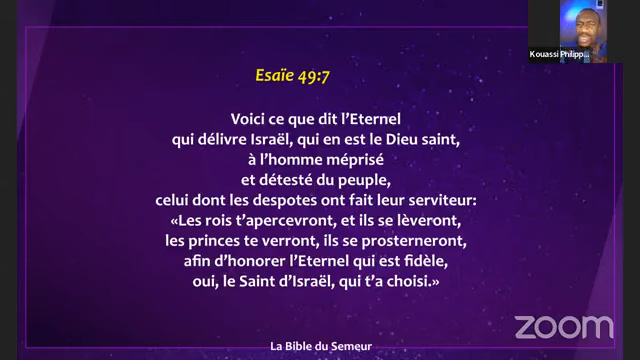 Kouassi Philipp...
Esaïe 49:7
Voici ce que dit l’Eternel
qui délivre Israël, qui en est le Dieu saint,
à l’homme méprisé
et détesté du peuple,
celui dont les despotes ont fait leur serviteur:
«Les rois t’apercevront, et ils se lèveront,
les princes te verront, ils se prosterneront,
afin d’honorer l’Eternel qui est fidèle,
oui, le Saint d’Israël, qui t’a choisi.»
zoom
La Bible du Semeur